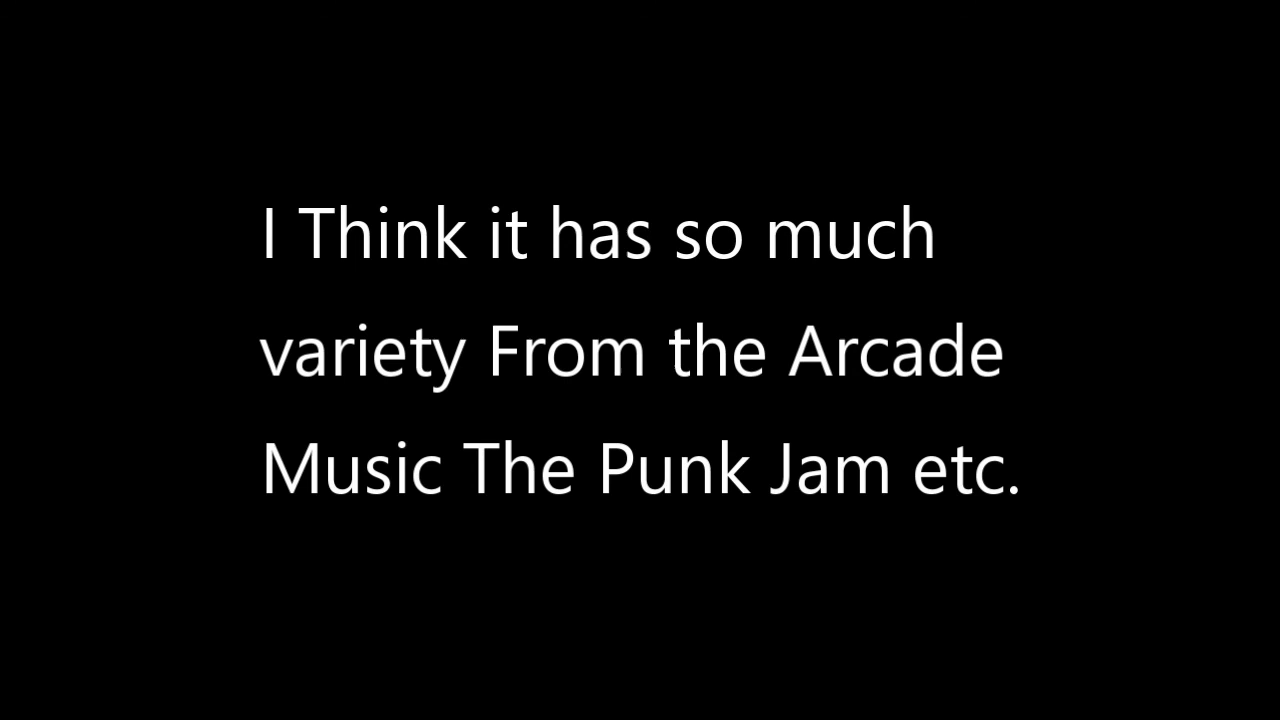 I Think it has so much
variety From the Arcade
Music The Punk Jam etc.